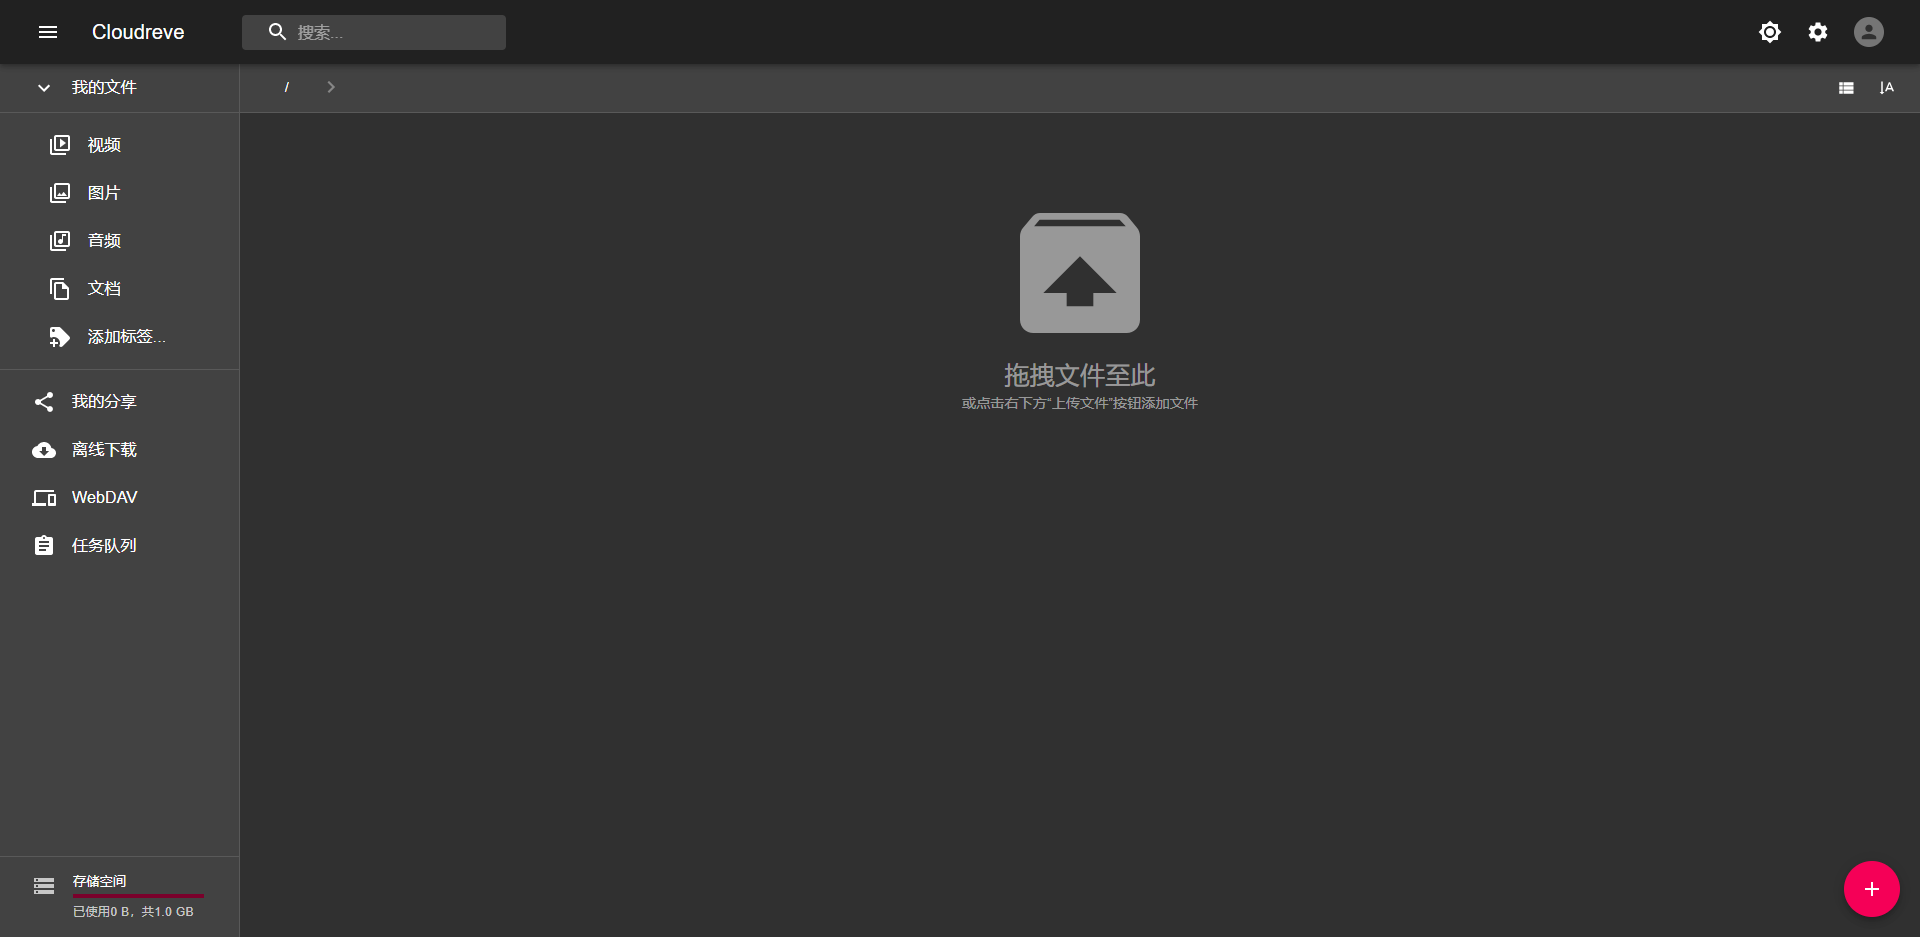 Cloudreve
搜索...
我的文件
/
视频
图片
音频
文档
添加标签...
我的分享
离线下载
WebDAV
任务队列
拖拽文件至此
或点击右下方“上传文件”按钮添加文件
存储空间
已使用0 B，共1.0 GB